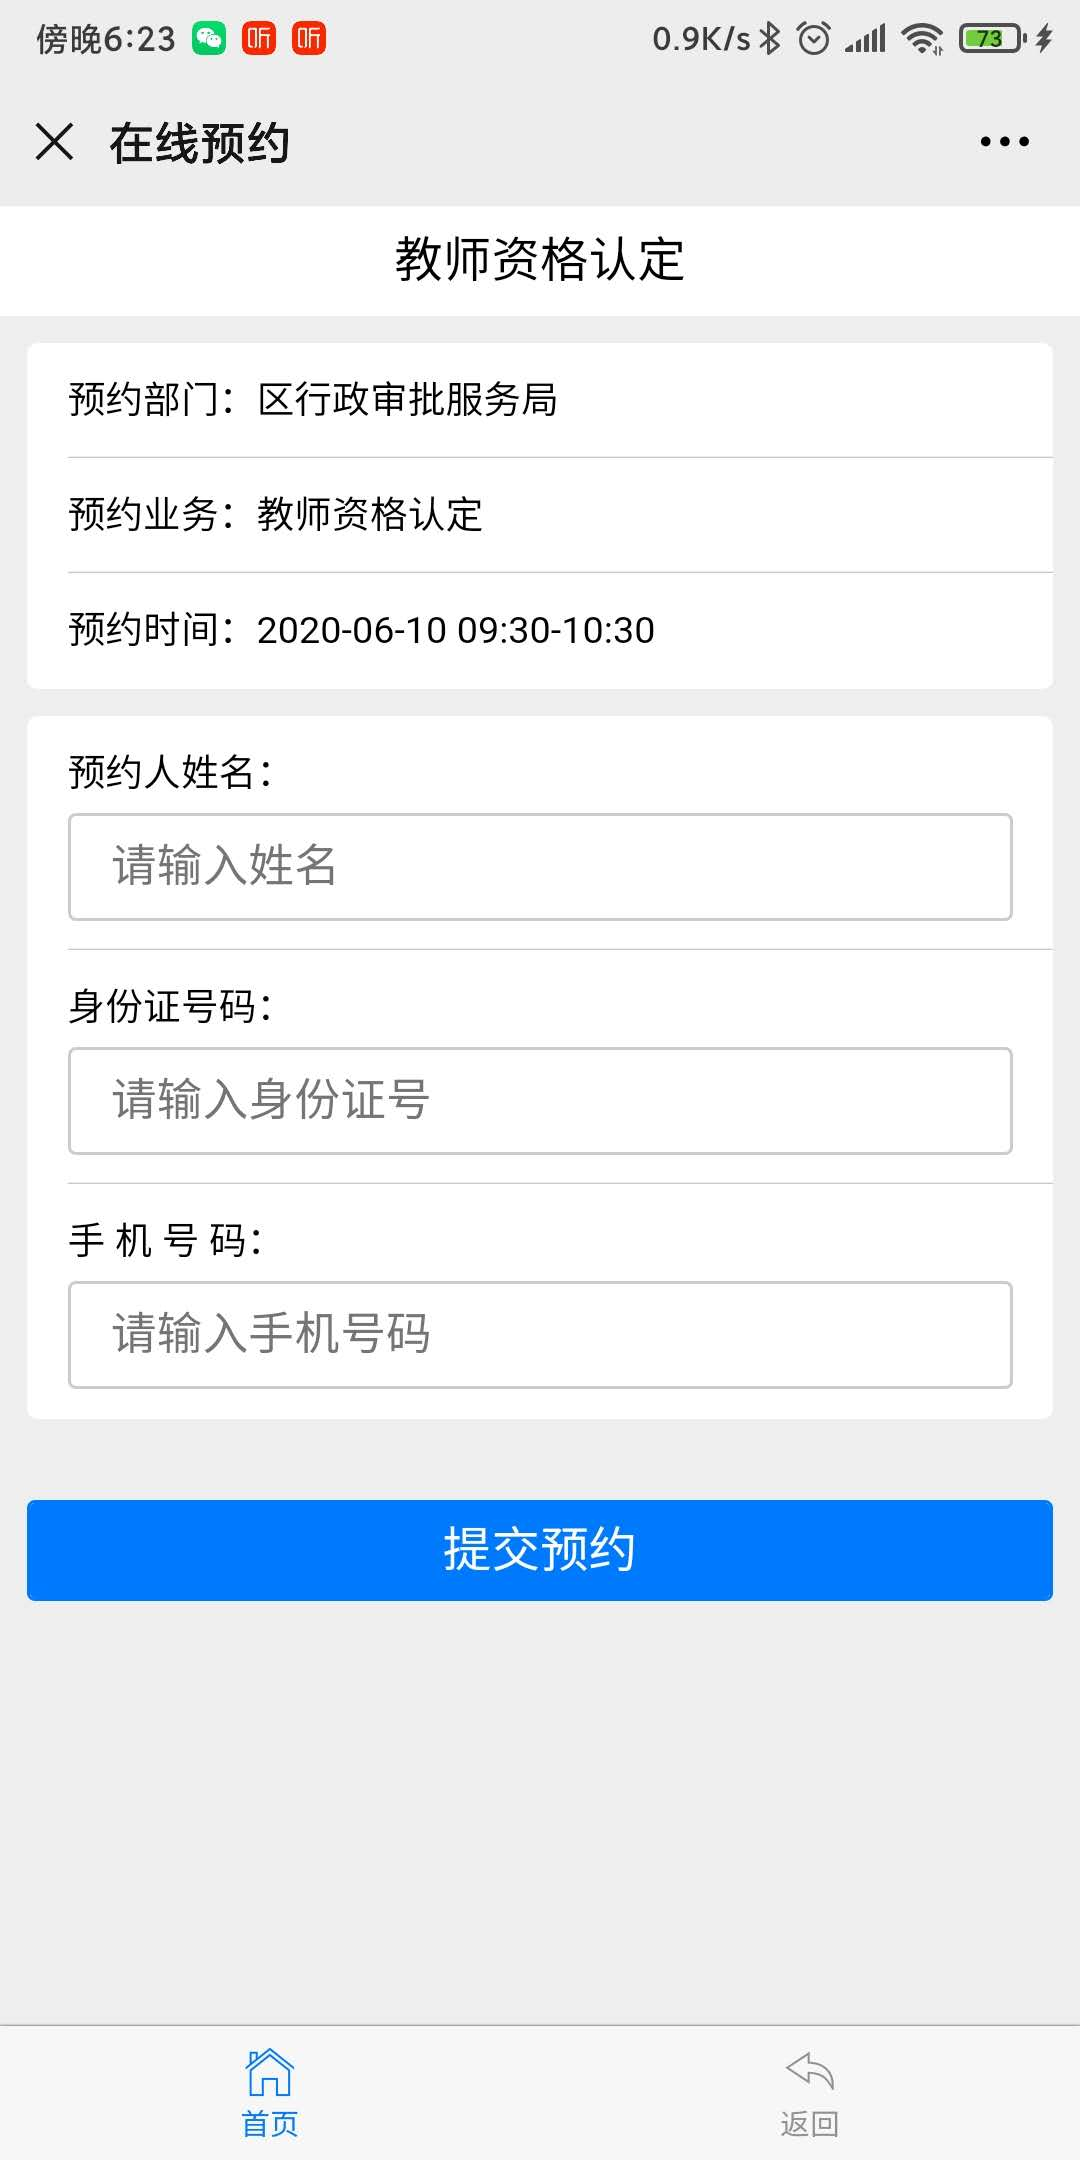 傍晚6:23 听 听 0.9K/s 73
在线预约
教师资格认定
预约部门：区行政审批服务局
预约业务：教师资格认定
预约时间：2020-06-10 09:30-10:30
预约人姓名：
请输入姓名
身份证号码：
请输入身份证号
手 机 号 码：
请输入手机号码
提交预约
首页 返回